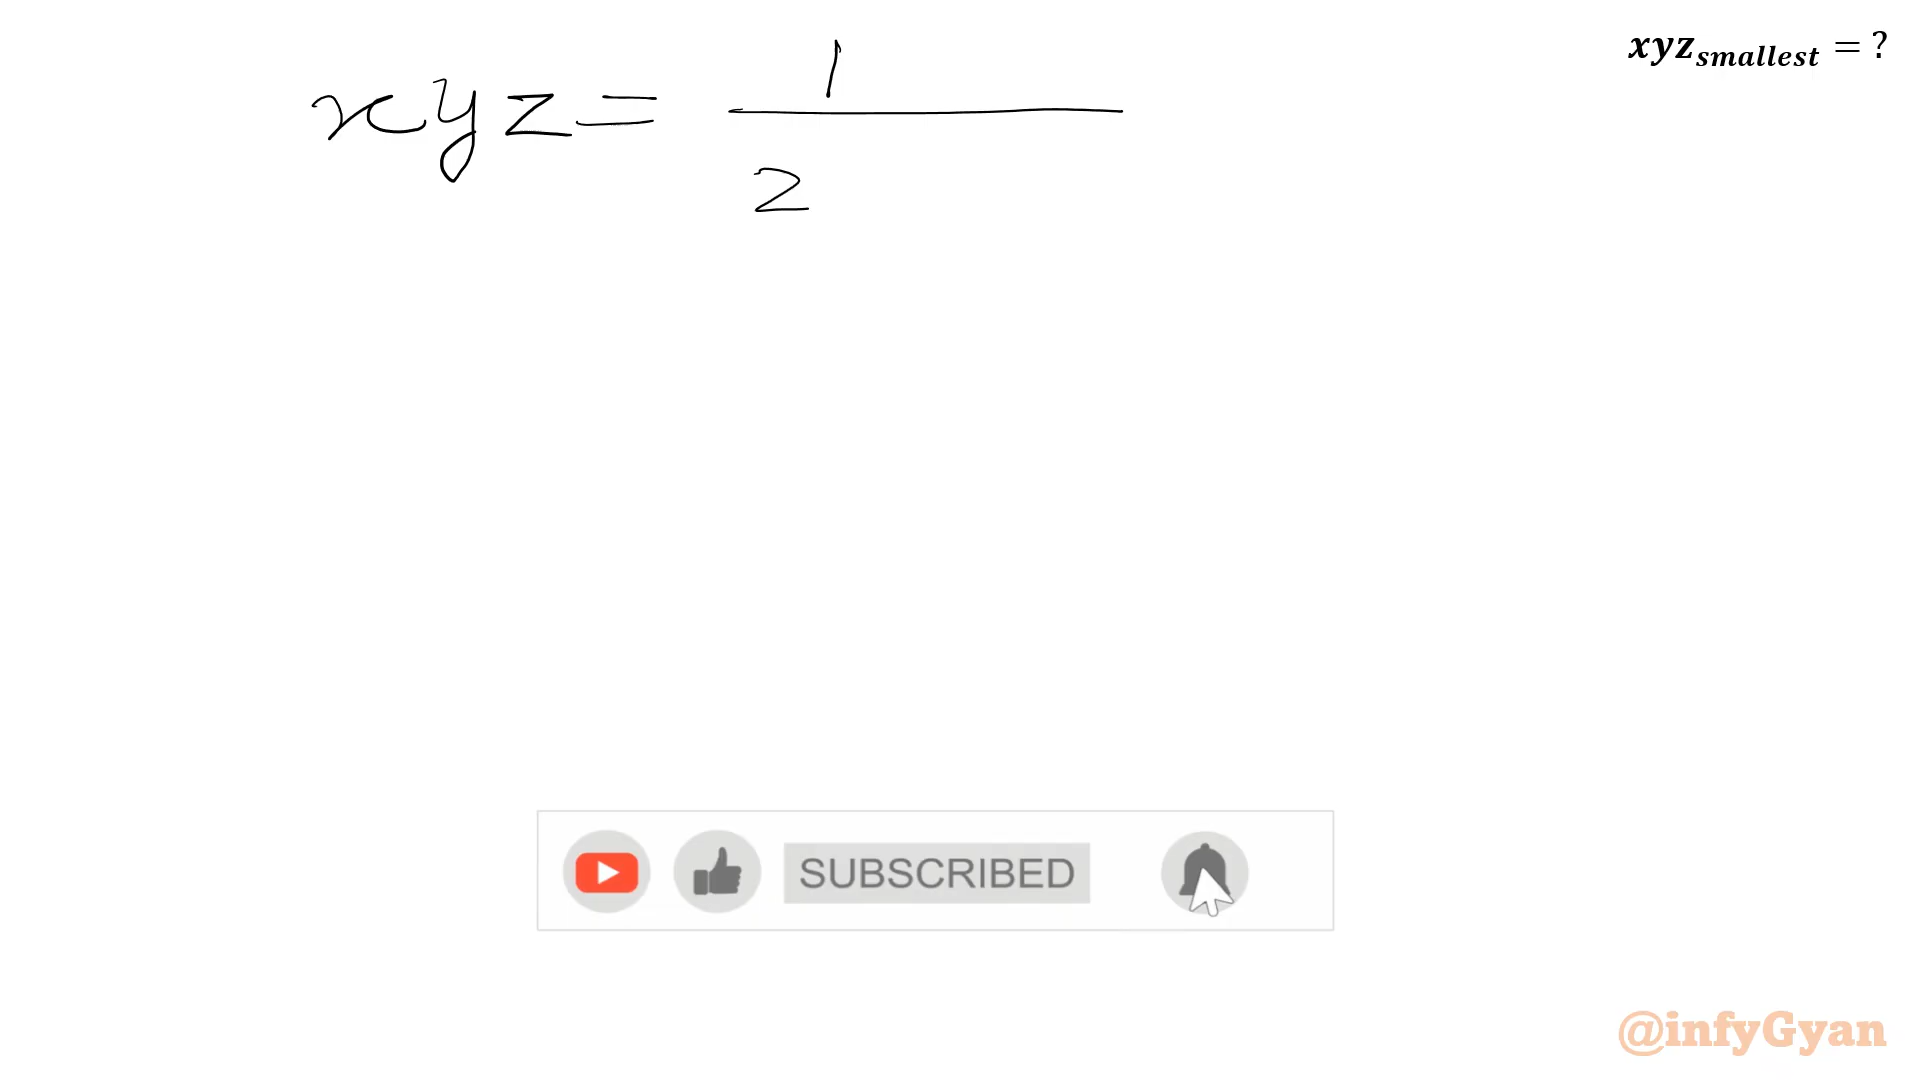 xyz_smallest = ?
xyz = 1/2
SUBSCRIBED
@infyGyan